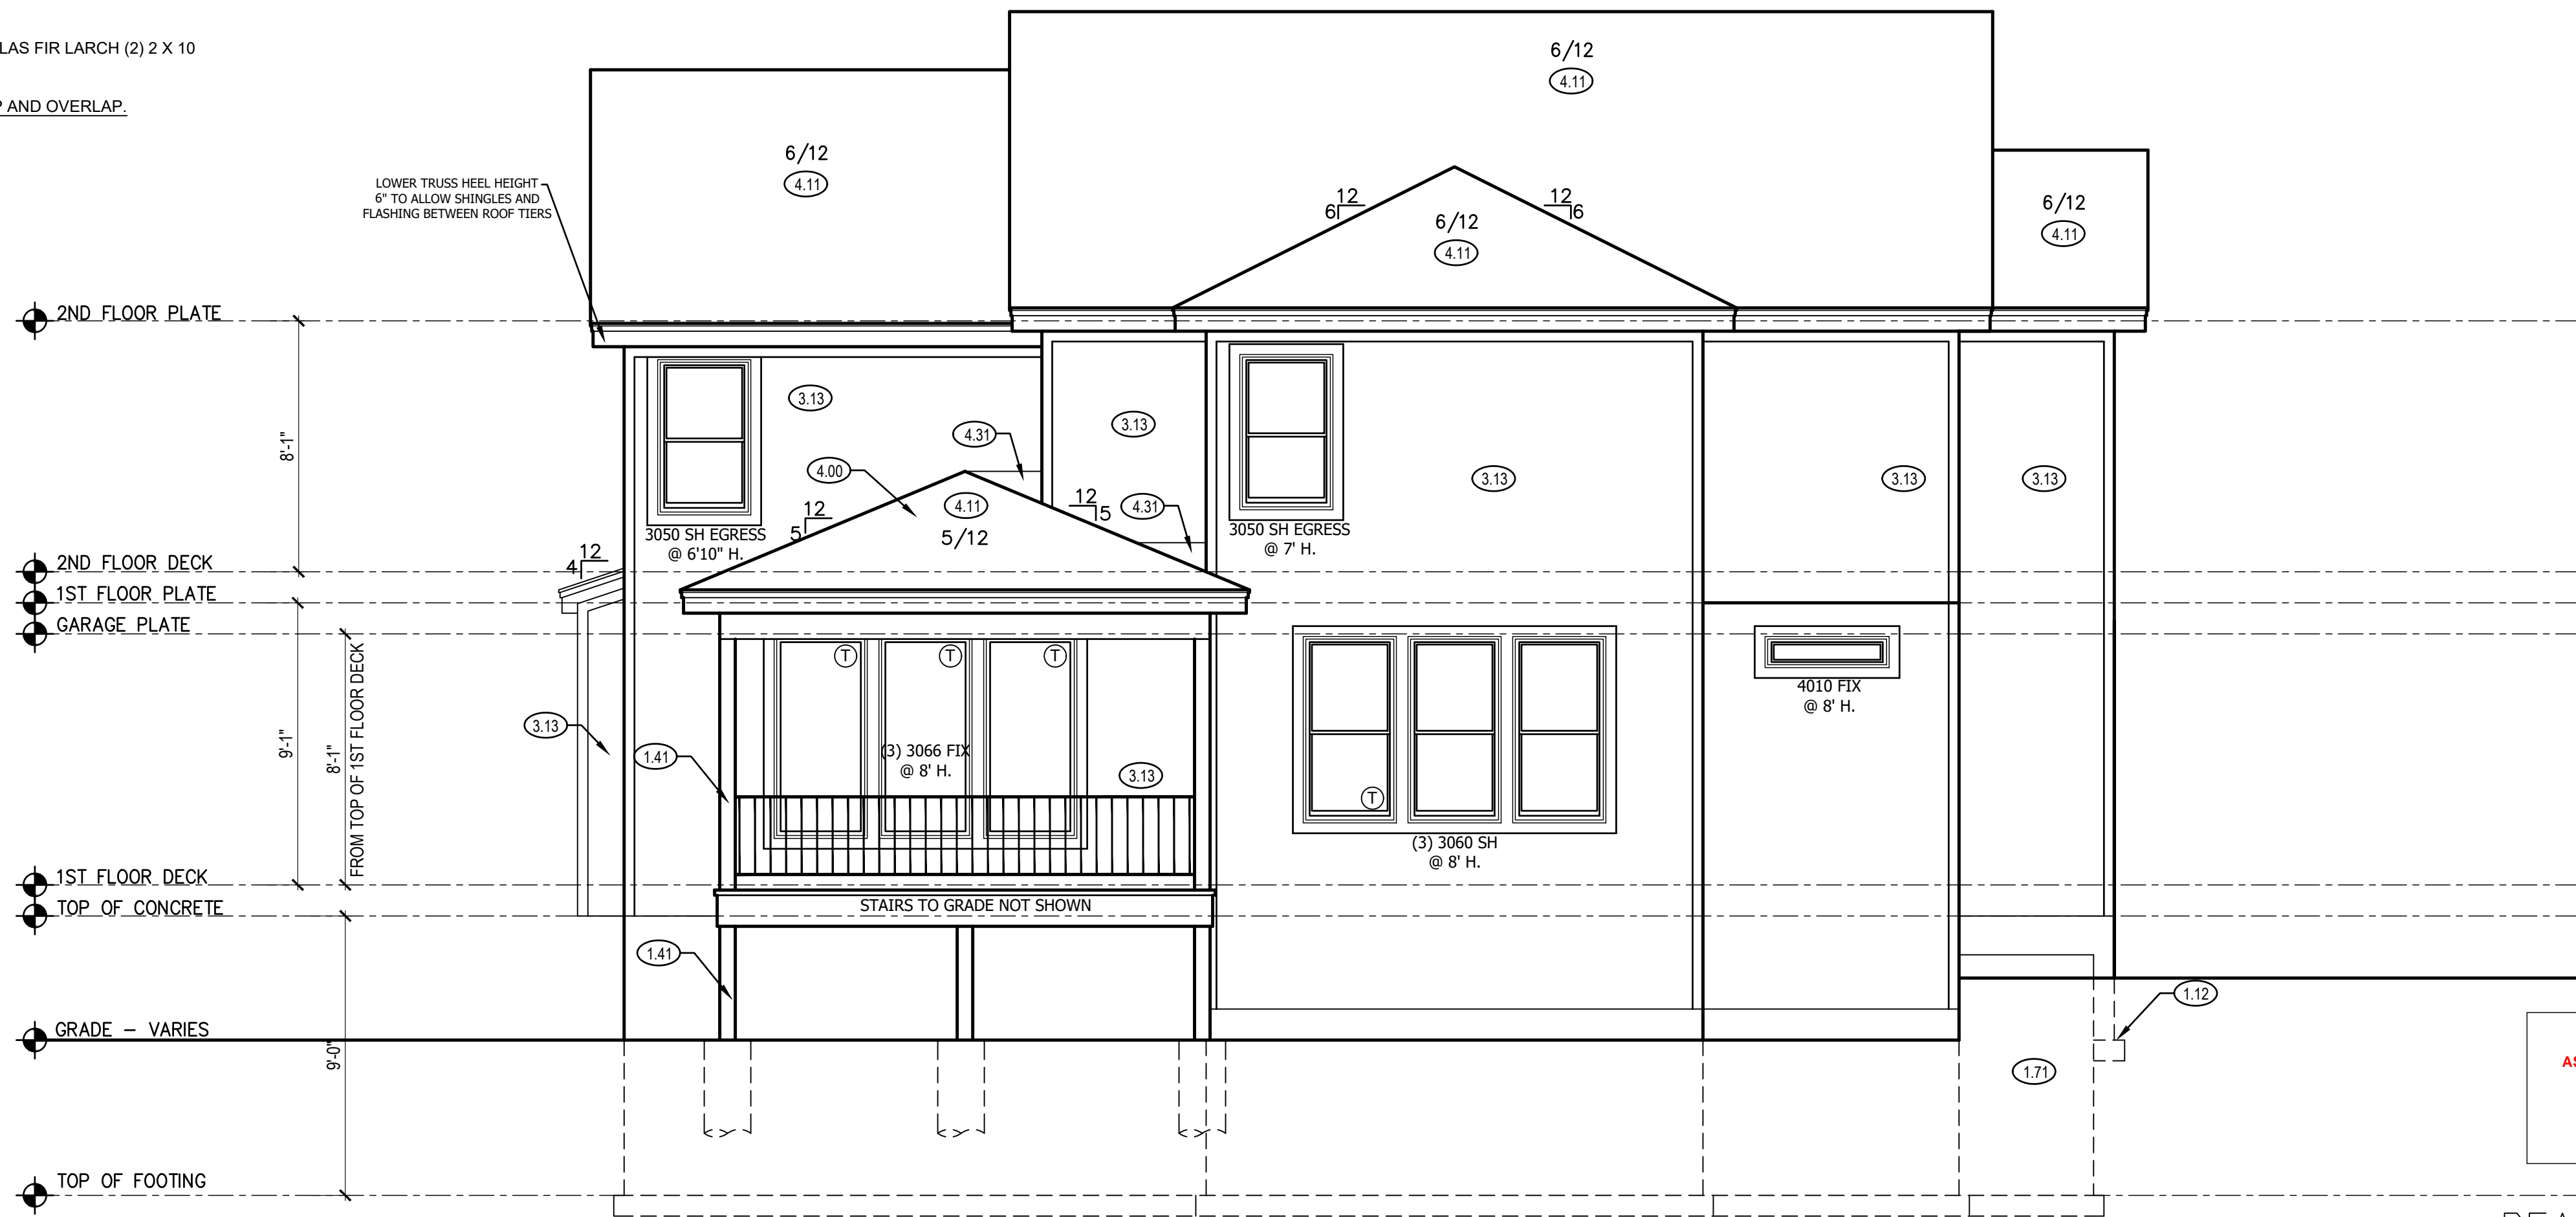 LAS FIR LARCH (2) 2 X 10
P AND OVERLAP.
6/12
4.11
6/12
4.11
LOWER TRUSS HEEL HEIGHT
6" TO ALLOW SHINGLES AND
FLASHING BETWEEN ROOF TIERS
12
6
12
6
6/12
4.11
6/12
4.11
2ND FLOOR PLATE
8'-1"
3.13
3.13
4.31
4.00
4.11
5/12
12
5
12
5
4.31
3.13
3.13
3.13
3050 SH EGRESS
@ 6'10" H.
3050 SH EGRESS
@ 7' H.
12
4
2ND FLOOR DECK
1ST FLOOR PLATE
GARAGE PLATE
T
T
T
4010 FIX
@ 8' H.
9'-1"
8'-1"
FROM TOP OF 1ST FLOOR DECK
3.13
1.41
(3) 3066 FIX
@ 8' H.
3.13
T
(3) 3060 SH
@ 8' H.
1ST FLOOR DECK
TOP OF CONCRETE
STAIRS TO GRADE NOT SHOWN
1.41
1.12
GRADE - VARIES
9'-0"
AS
1.71
TOP OF FOOTING